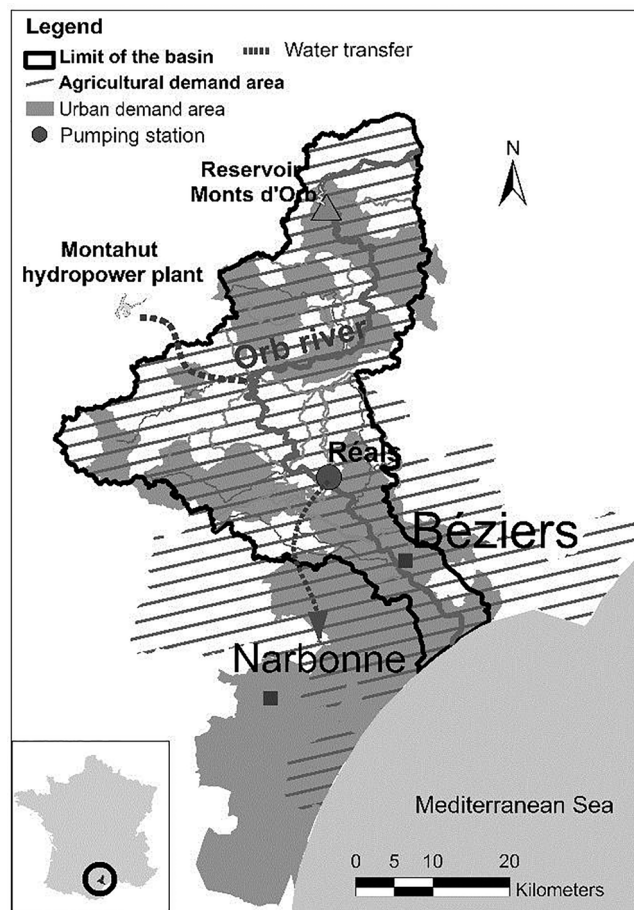 Legend
Limit of the basin
Water transfer
Agricultural demand area
Urban demand area
Pumping station
N
Reservoir
Monts d'Orb
Montahut
hydropower plant
Orb river
Réals
Béziers
Narbonne
Mediterranean Sea
0 5 10 20
Kilometers